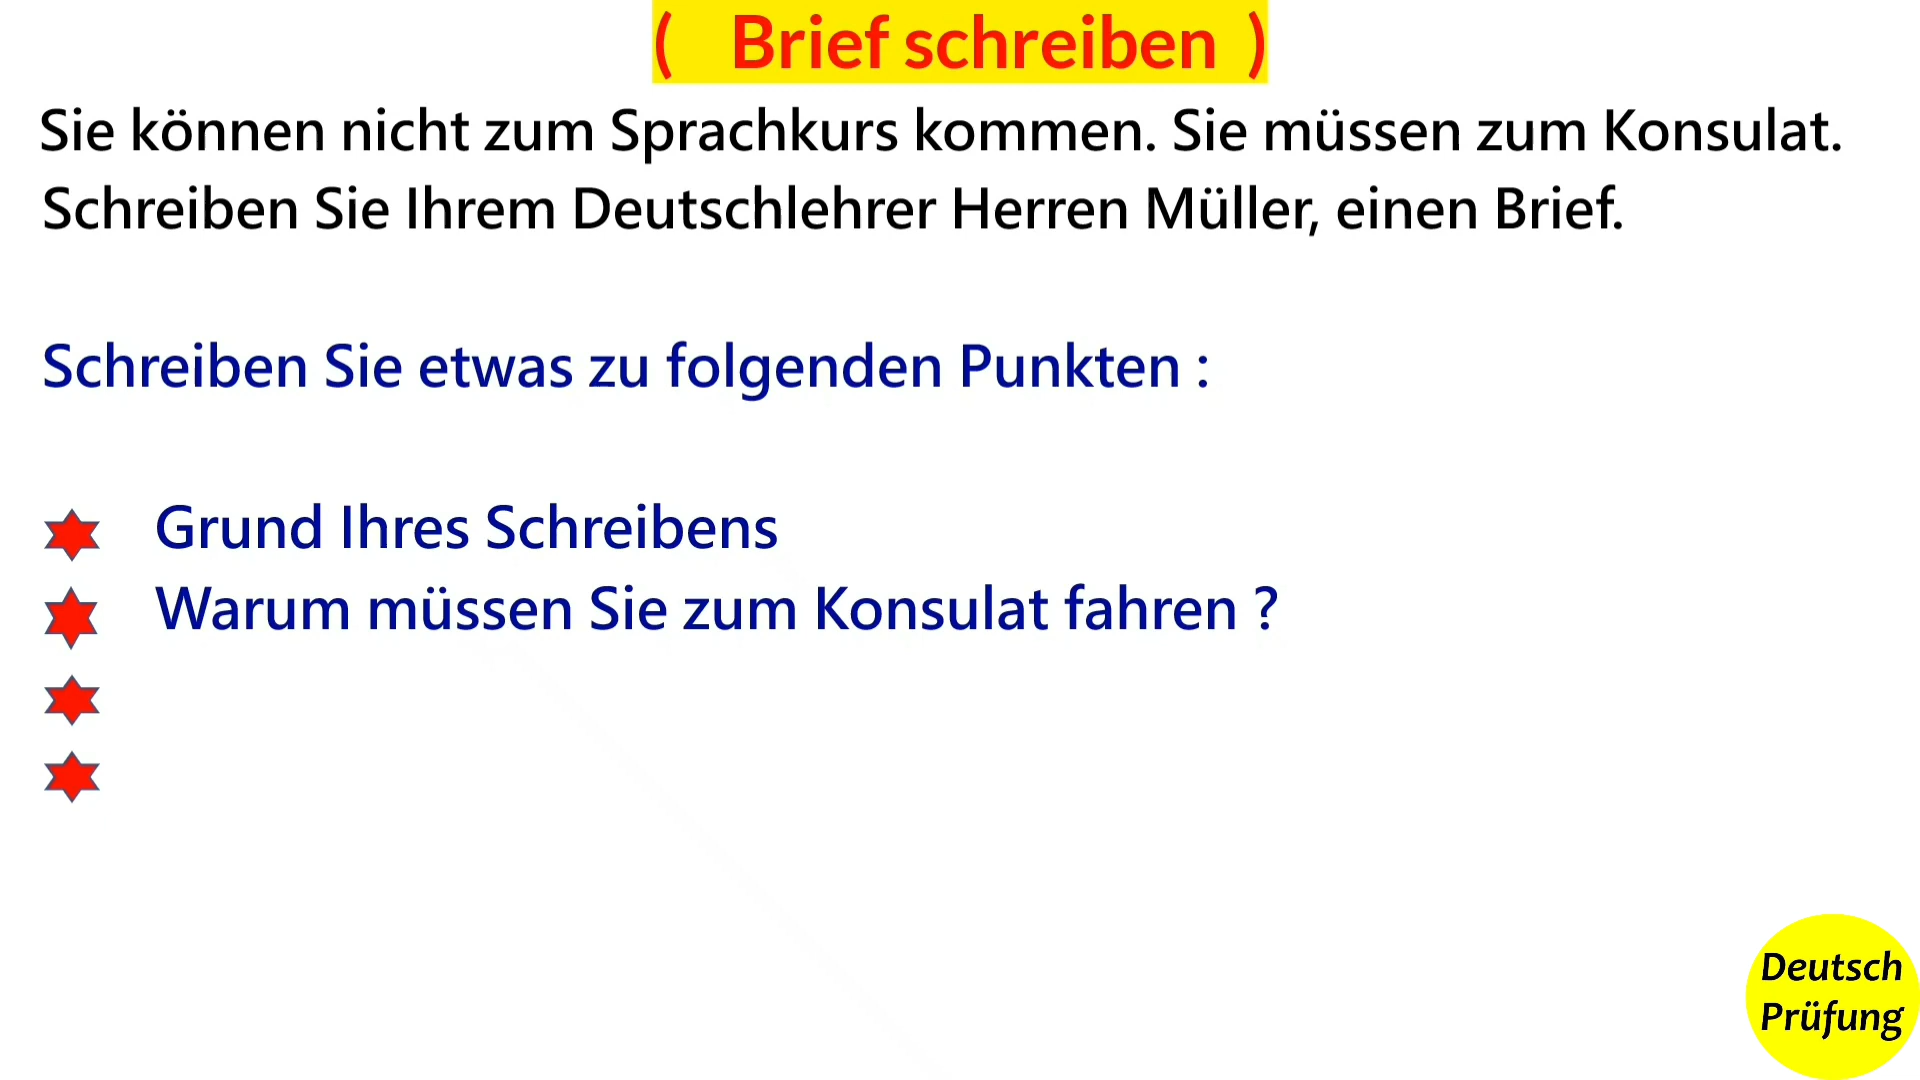 ( Brief schreiben )
Sie können nicht zum Sprachkurs kommen. Sie müssen zum Konsulat.
Schreiben Sie Ihrem Deutschlehrer Herren Müller, einen Brief.
Schreiben Sie etwas zu folgenden Punkten :
Grund Ihres Schreibens
Warum müssen Sie zum Konsulat fahren ?
Deutsch
Prüfung